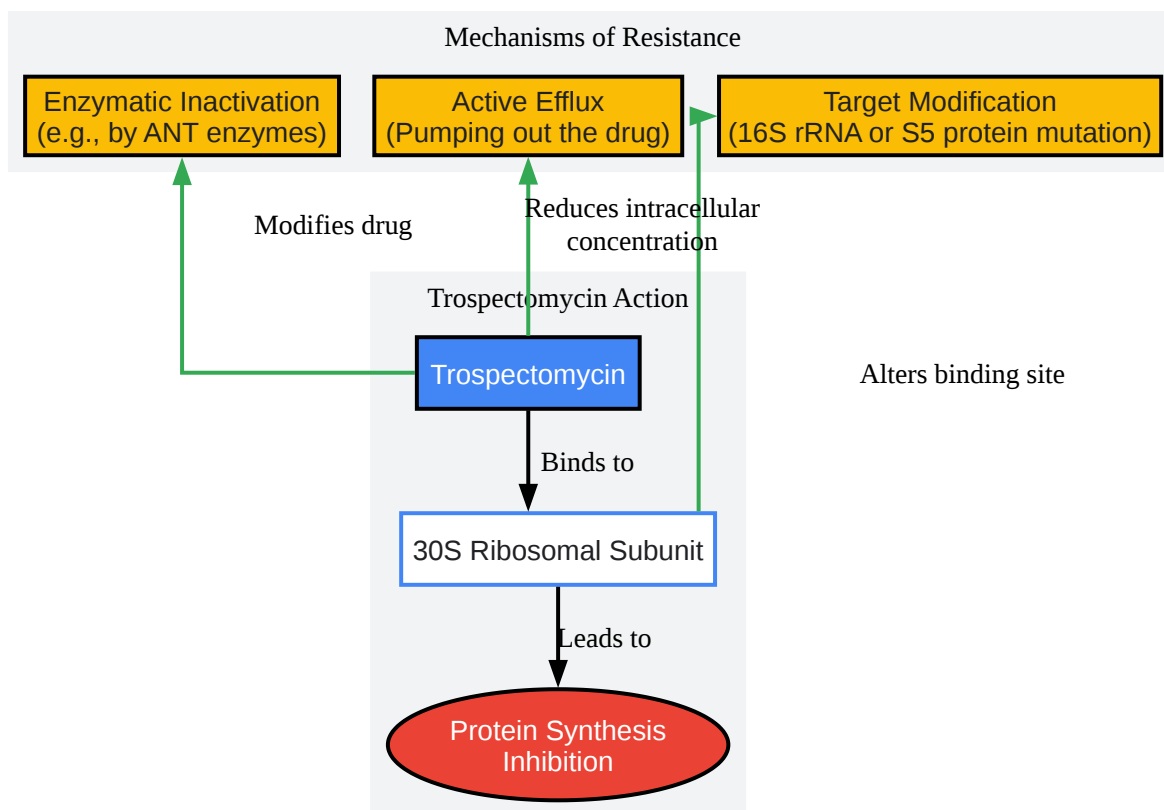 Mechanisms of Resistance
Enzymatic Inactivation
(e.g., by ANT enzymes)
Active Efflux
(Pumping out the drug)
Target Modification
(16S rRNA or S5 protein mutation)
Modifies drug
Reduces intracellular
concentration
Trospectomycin Action
Trospectomycin
Alters binding site
Binds to
30S Ribosomal Subunit
Leads to
Protein Synthesis
Inhibition